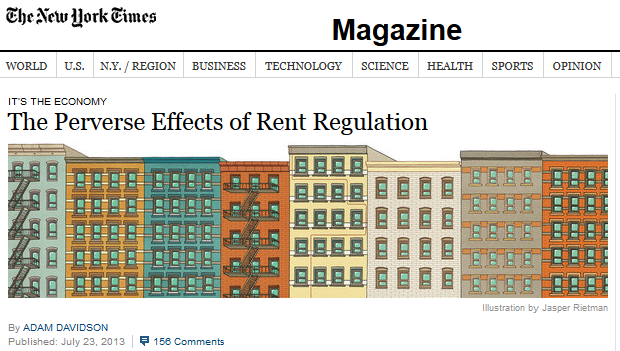 The New York Times
Magazine
WORLD U.S. N.Y. / REGION BUSINESS TECHNOLOGY SCIENCE HEALTH SPORTS OPINION
IT'S THE ECONOMY
The Perverse Effects of Rent Regulation
Illustration by Jasper Rietman
By ADAM DAVIDSON
Published: July 23, 2013 156 Comments